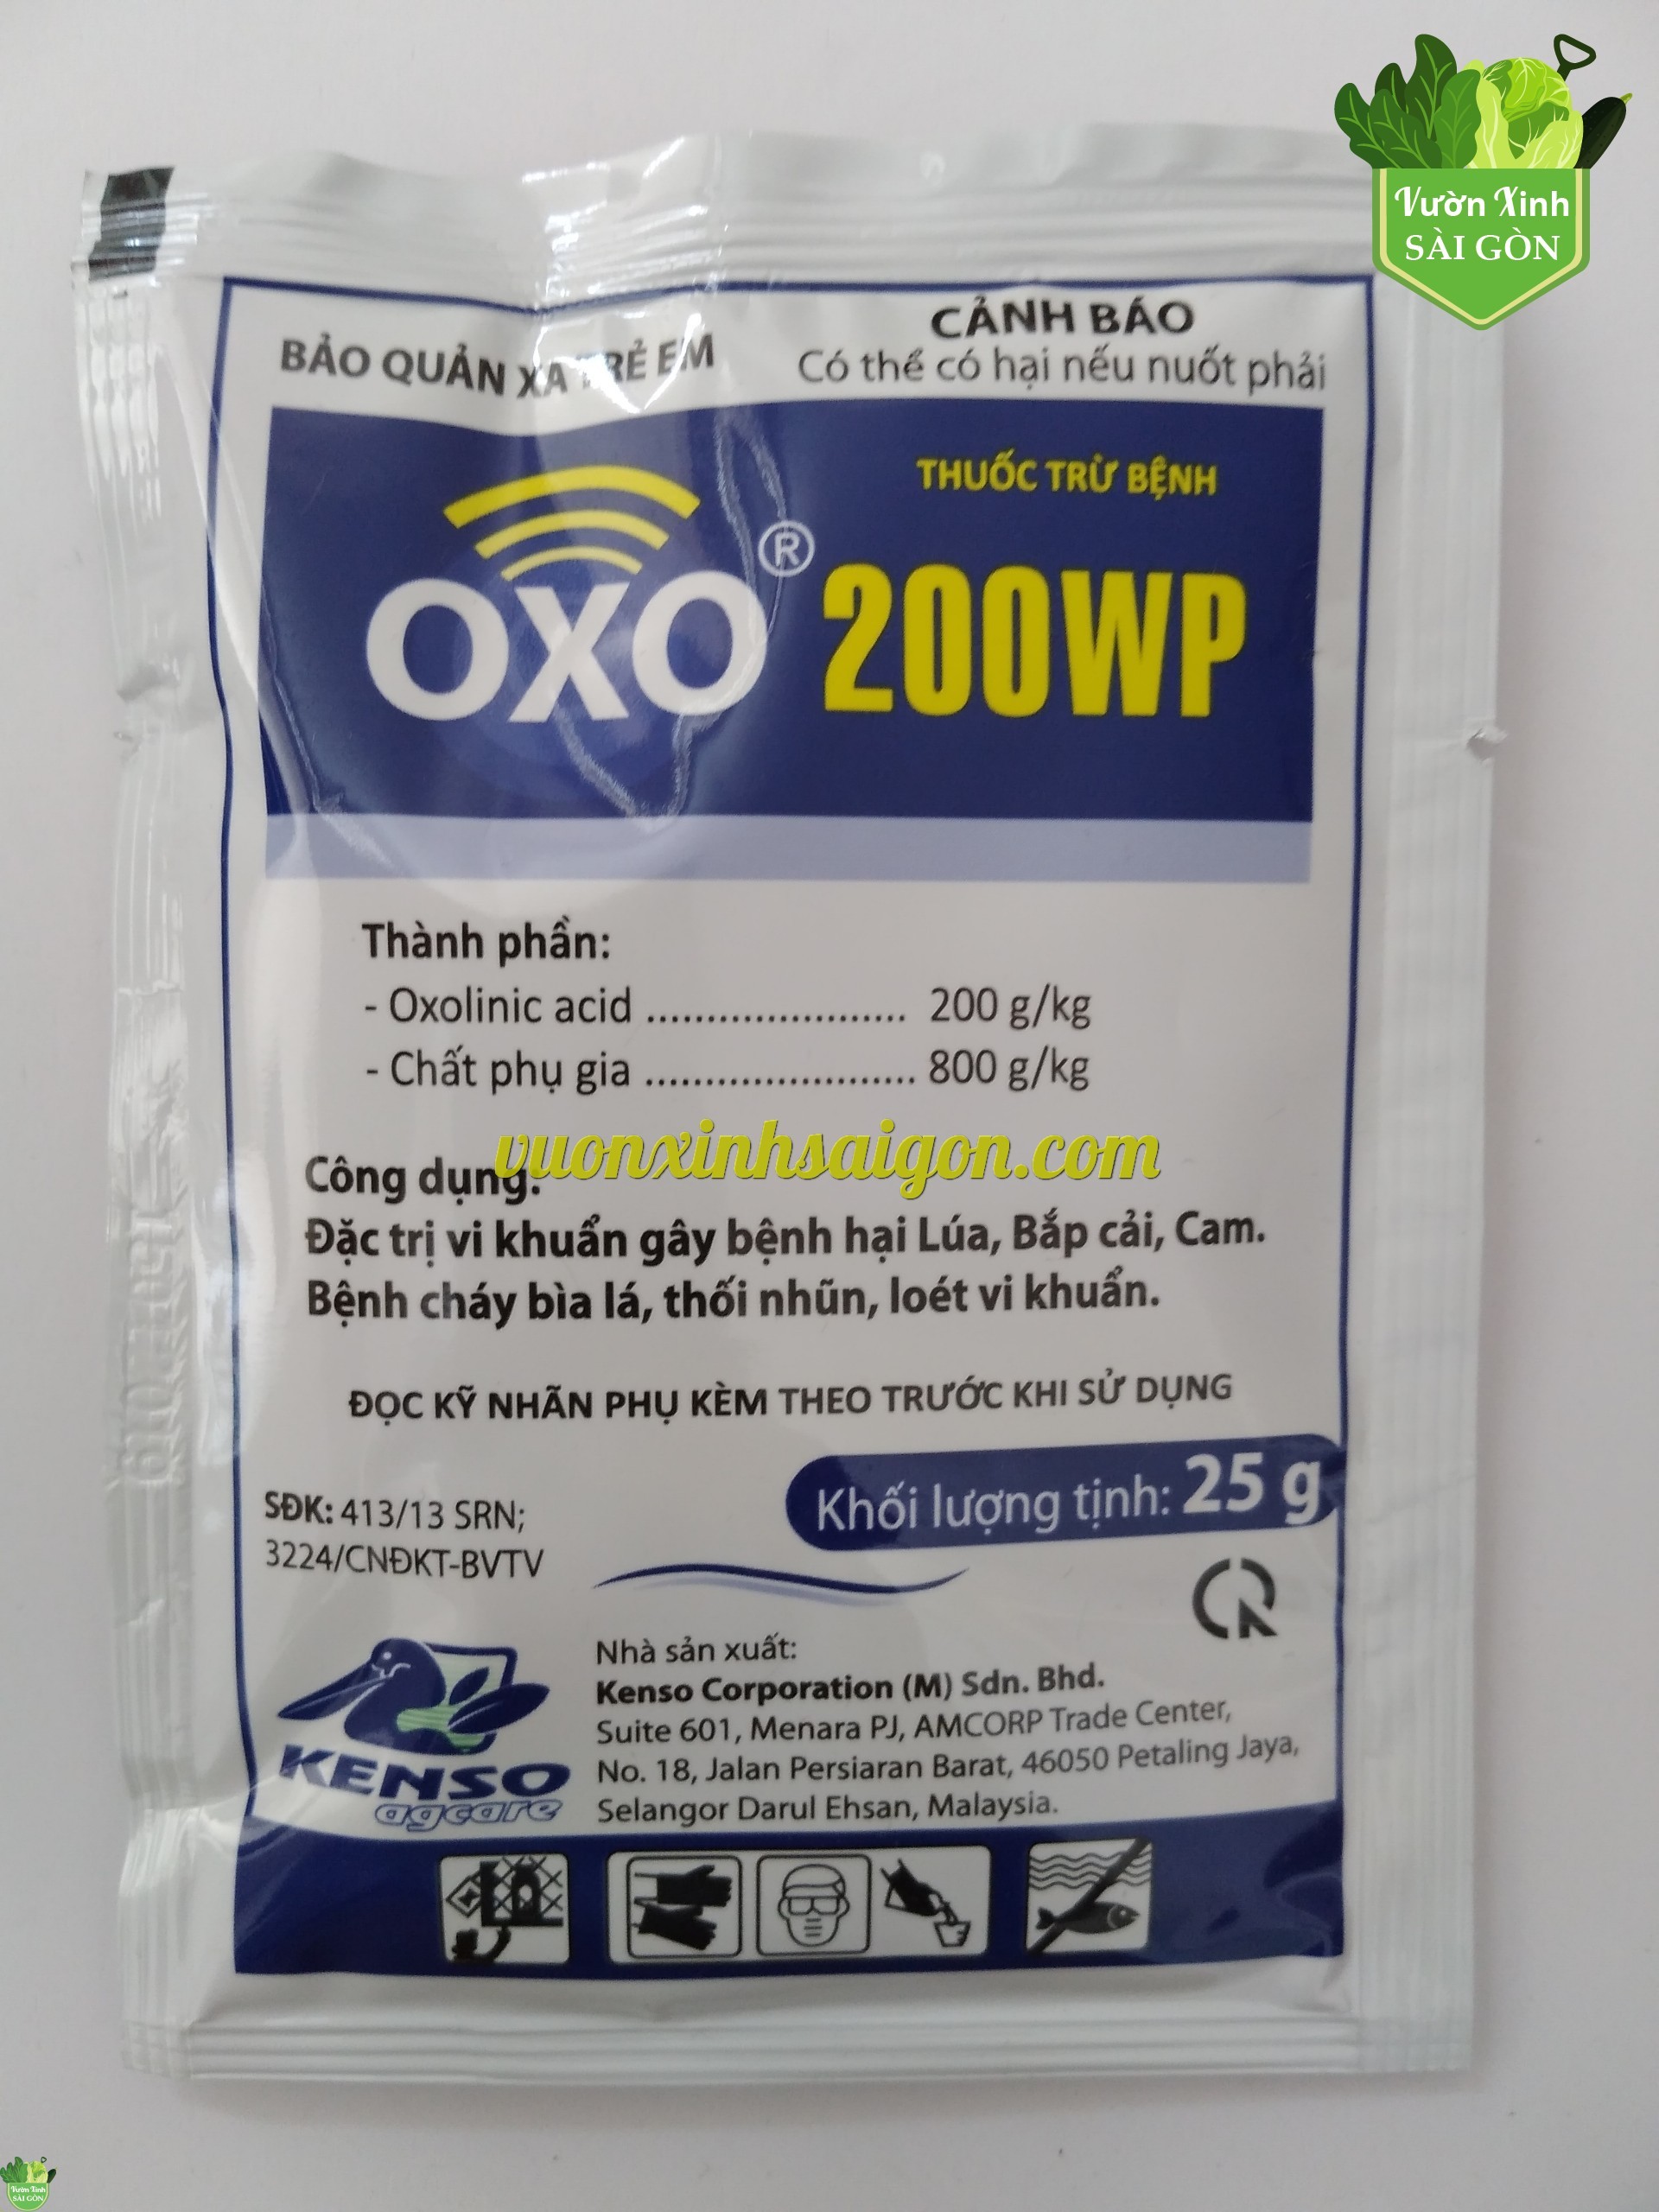 Vườn Xinh
SÀI GÒN
BẢO QUẢN XA TRẺ EM
CẢNH BÁO
Có thể có hại nếu nuốt phải
THUỐC TRỪ BỆNH
OXO® 200WP
Thành phần:
- Oxolinic acid ...................... 200 g/kg
- Chất phụ gia ....................... 800 g/kg
vuonxinhsaigon.com
Công dụng:
Đặc trị vi khuẩn gây bệnh hại Lúa, Bắp cải, Cam.
Bệnh cháy bìa lá, thối nhũn, loét vi khuẩn.
ĐỌC KỸ NHÃN PHỤ KÈM THEO TRƯỚC KHI SỬ DỤNG
Khối lượng tịnh: 25 g
SĐK: 413/13 SRN;
3224/CNĐKT-BVTV
Nhà sản xuất:
Kenso Corporation (M) Sdn. Bhd.
Suite 601, Menara PJ, AMCORP Trade Center,
No. 18, Jalan Persiaran Barat, 46050 Petaling Jaya,
Selangor Darul Ehsan, Malaysia.
KENSO
agcare
Vườn Xinh
SÀI GÒN